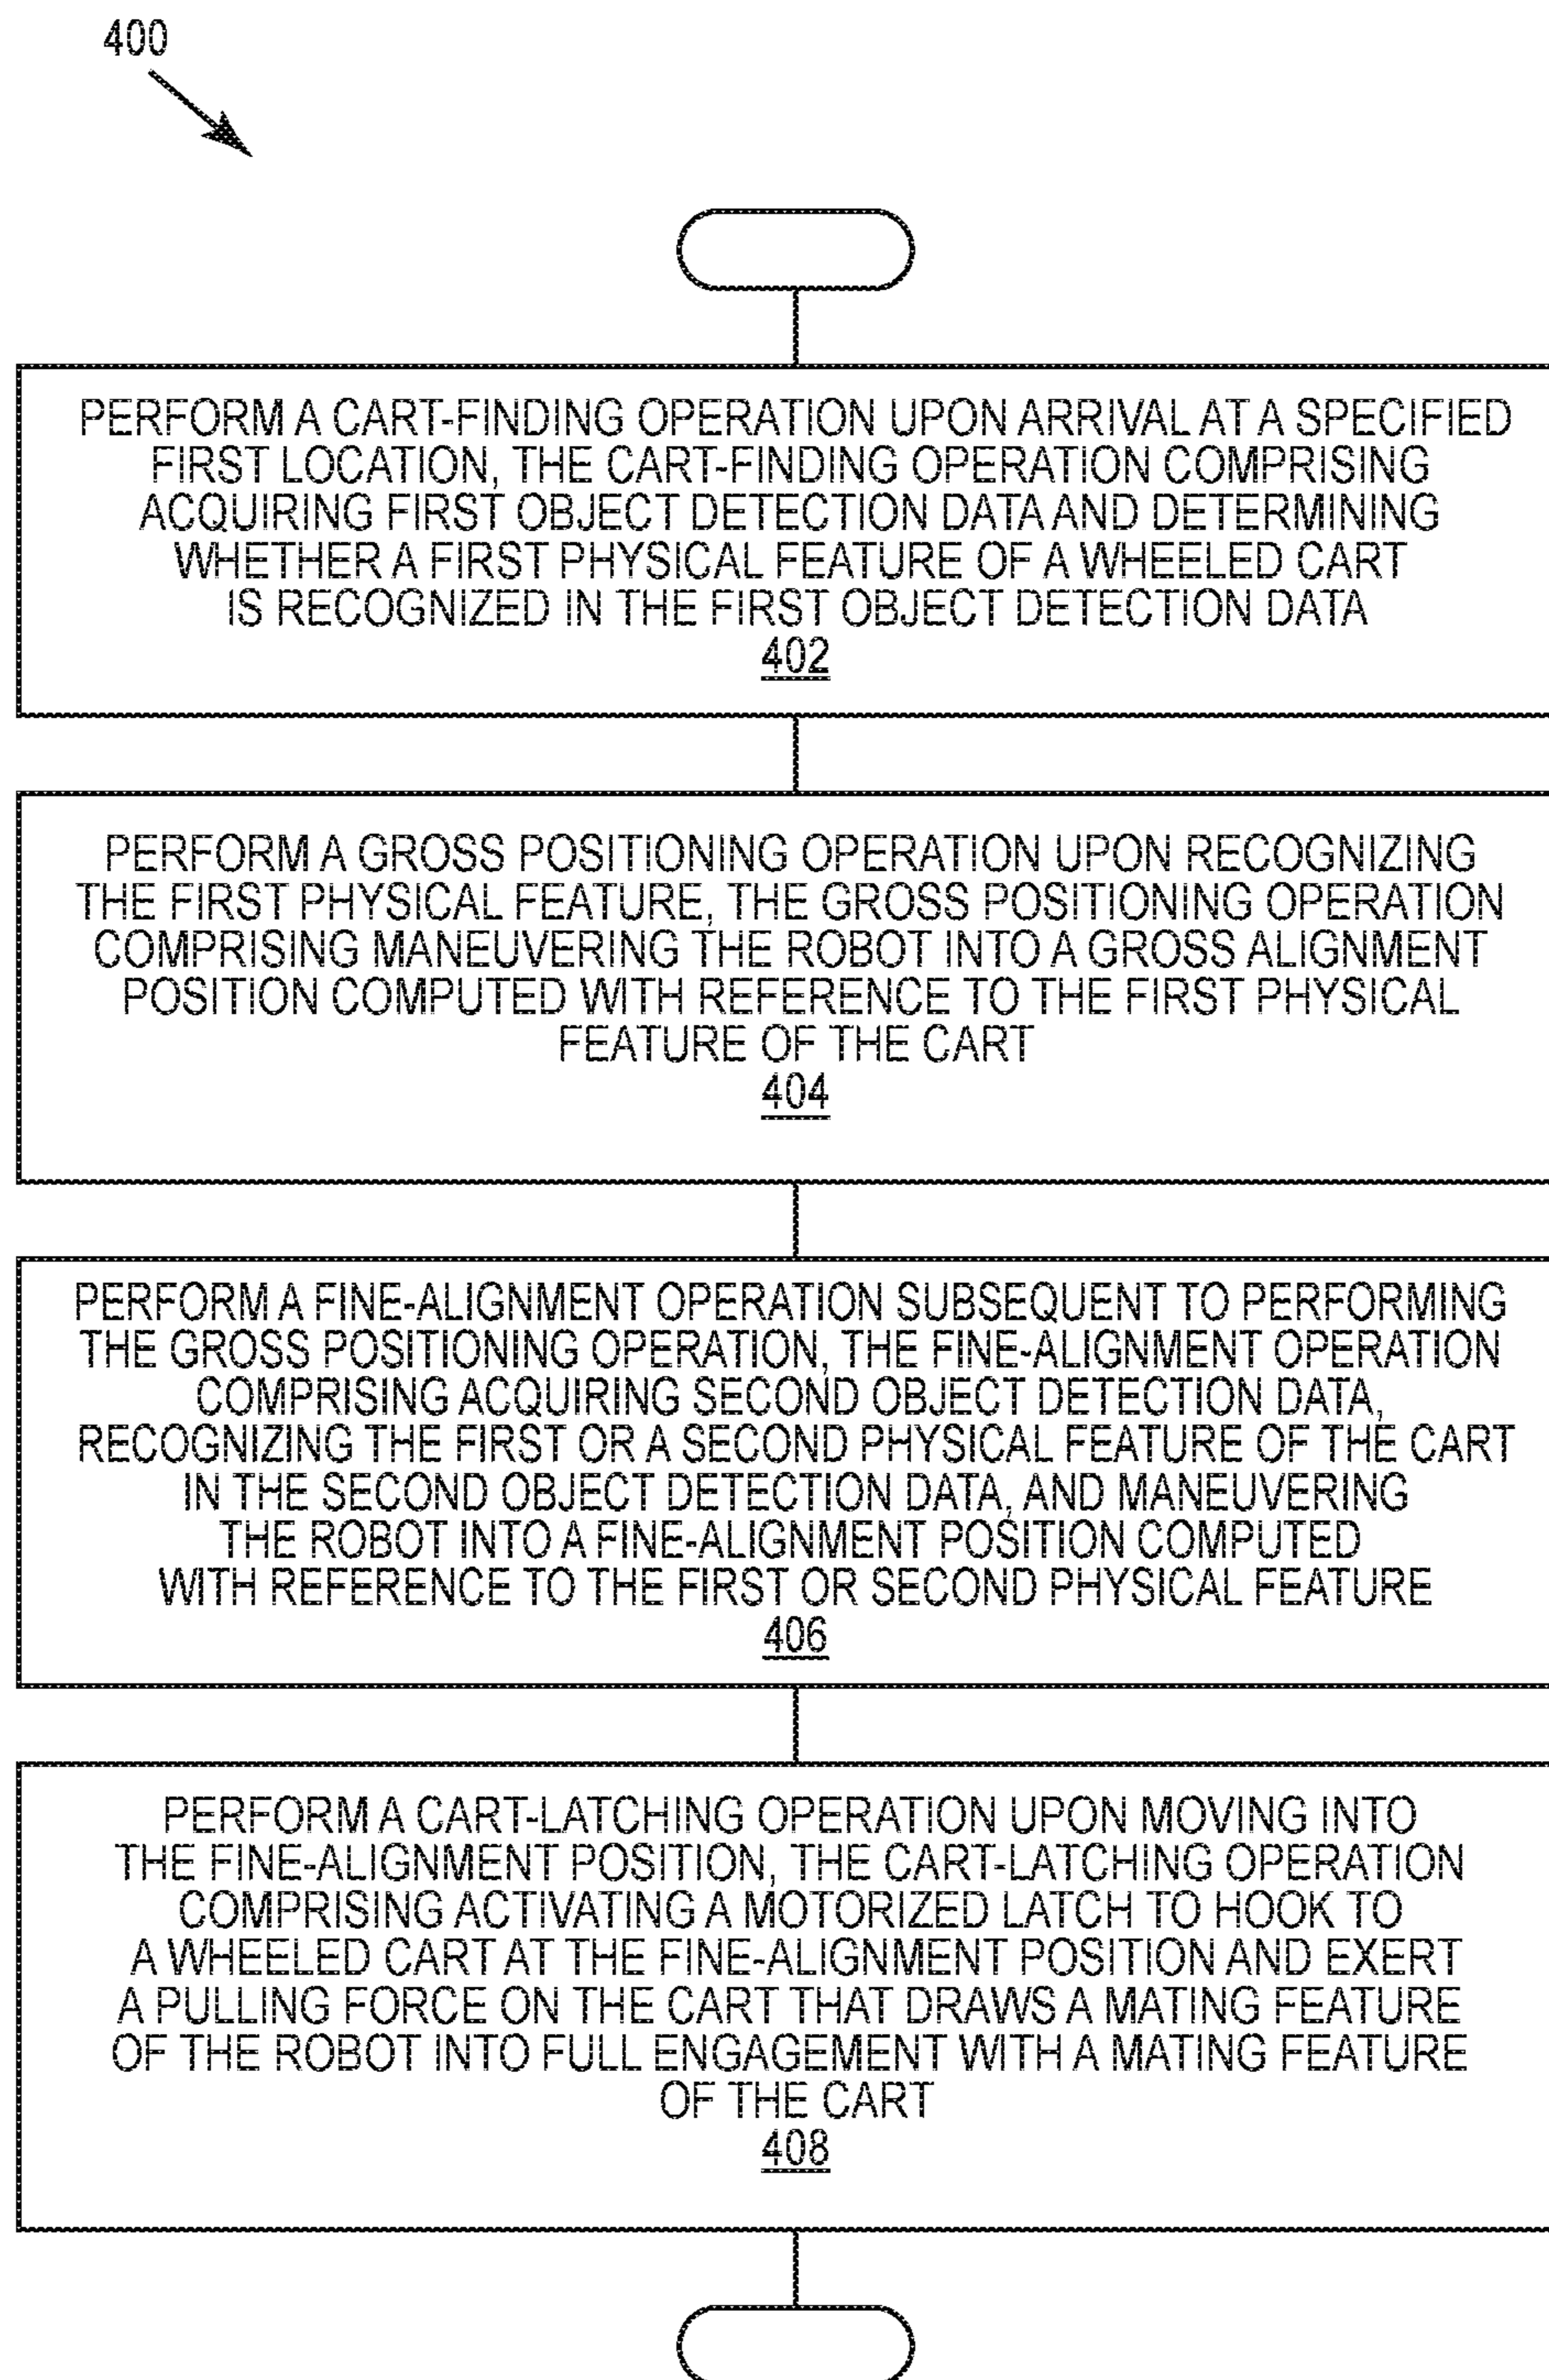 400
PERFORM A CART-FINDING OPERATION UPON ARRIVAL AT A SPECIFIED
FIRST LOCATION, THE CART-FINDING OPERATION COMPRISING
ACQUIRING FIRST OBJECT DETECTION DATA AND DETERMINING
WHETHER A FIRST PHYSICAL FEATURE OF A WHEELED CART
IS RECOGNIZED IN THE FIRST OBJECT DETECTION DATA
402
PERFORM A GROSS POSITIONING OPERATION UPON RECOGNIZING
THE FIRST PHYSICAL FEATURE, THE GROSS POSITIONING OPERATION
COMPRISING MANEUVERING THE ROBOT INTO A GROSS ALIGNMENT
POSITION COMPUTED WITH REFERENCE TO THE FIRST PHYSICAL
FEATURE OF THE CART
404
PERFORM A FINE-ALIGNMENT OPERATION SUBSEQUENT TO PERFORMING
THE GROSS POSITIONING OPERATION, THE FINE-ALIGNMENT OPERATION
COMPRISING ACQUIRING SECOND OBJECT DETECTION DATA,
RECOGNIZING THE FIRST OR A SECOND PHYSICAL FEATURE OF THE CART
IN THE SECOND OBJECT DETECTION DATA, AND MANEUVERING
THE ROBOT INTO A FINE-ALIGNMENT POSITION COMPUTED
WITH REFERENCE TO THE FIRST OR SECOND PHYSICAL FEATURE
406
PERFORM A CART-LATCHING OPERATION UPON MOVING INTO
THE FINE-ALIGNMENT POSITION, THE CART-LATCHING OPERATION
COMPRISING ACTIVATING A MOTORIZED LATCH TO HOOK TO
A WHEELED CART AT THE FINE-ALIGNMENT POSITION AND EXERT
A PULLING FORCE ON THE CART THAT DRAWS A MATING FEATURE
OF THE ROBOT INTO FULL ENGAGEMENT WITH A MATING FEATURE
OF THE CART
408